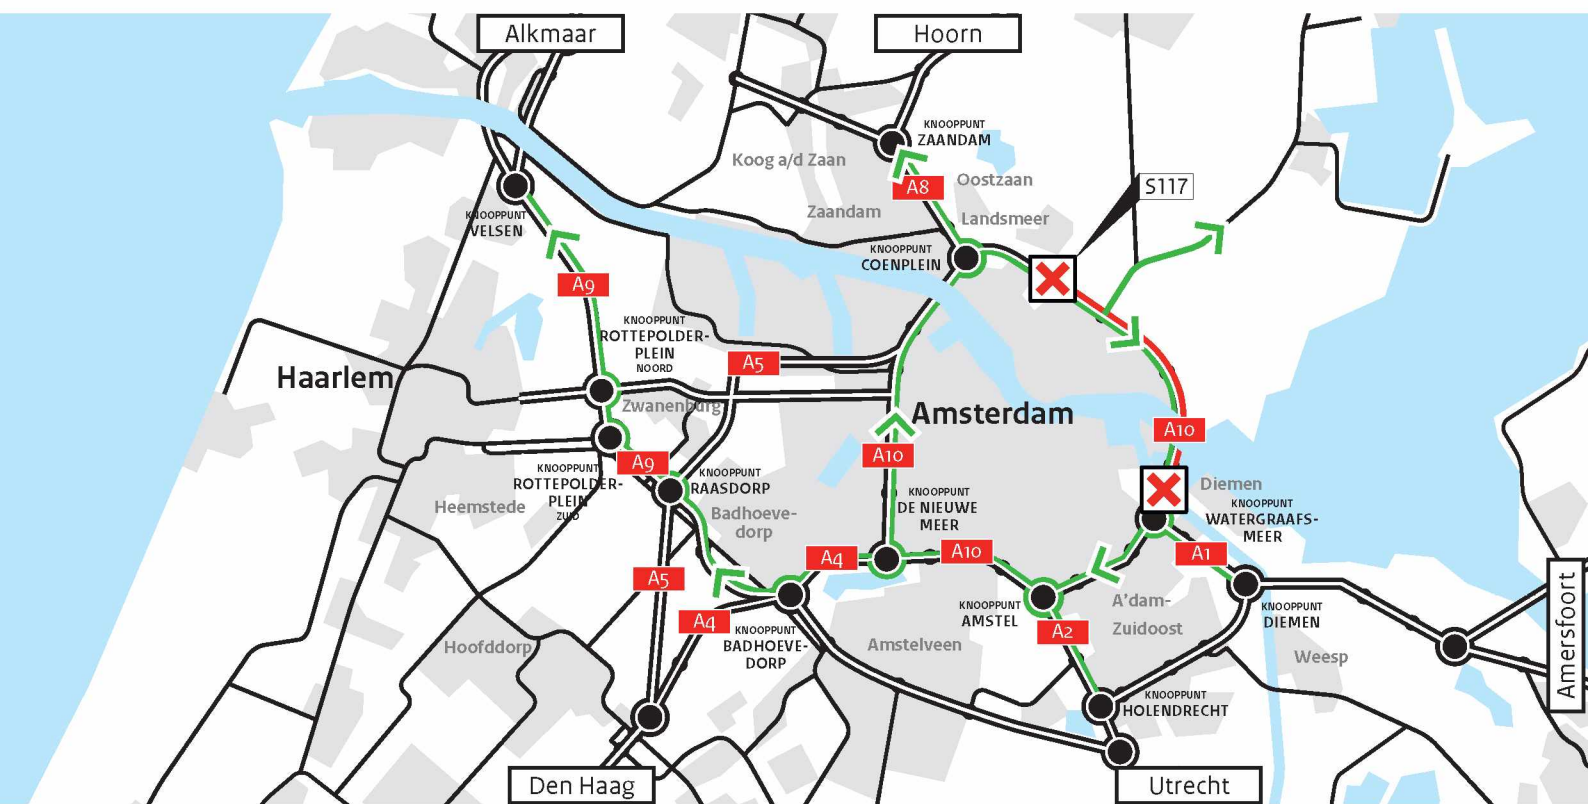 Alkmaar
Hoorn
KNOOPPUNT
ZAANDAM
Koog a/d Zaan
A8
Oostzaan
S117
Zaandam
Landsmeer
KNOOPPUNT
VELSEN
KNOOPPUNT
COENPLEIN
A9
KNOOPPUNT
ROTTEPOLDER-
PLEIN
NOORD
A5
Haarlem
Zwanenburg
Amsterdam
A10
A10
A9
KNOOPPUNT
ROTTEPOLDER-
PLEIN
ZUID
KNOOPPUNT
RAASDORP
Heemstede
Badhoeve-
dorp
KNOOPPUNT
DE NIEUWE
MEER
Diemen
KNOOPPUNT
WATERGRAAFS-
MEER
A4
A10
A1
A5
A4
KNOOPPUNT
BADHOEVE-
DORP
KNOOPPUNT
AMSTEL
A2
A'dam-
Zuidoost
KNOOPPUNT
DIEMEN
Hoofddorp
Amstelveen
Weesp
Amersfoort
KNOOPPUNT
HOLENDRECHT
Den Haag
Utrecht